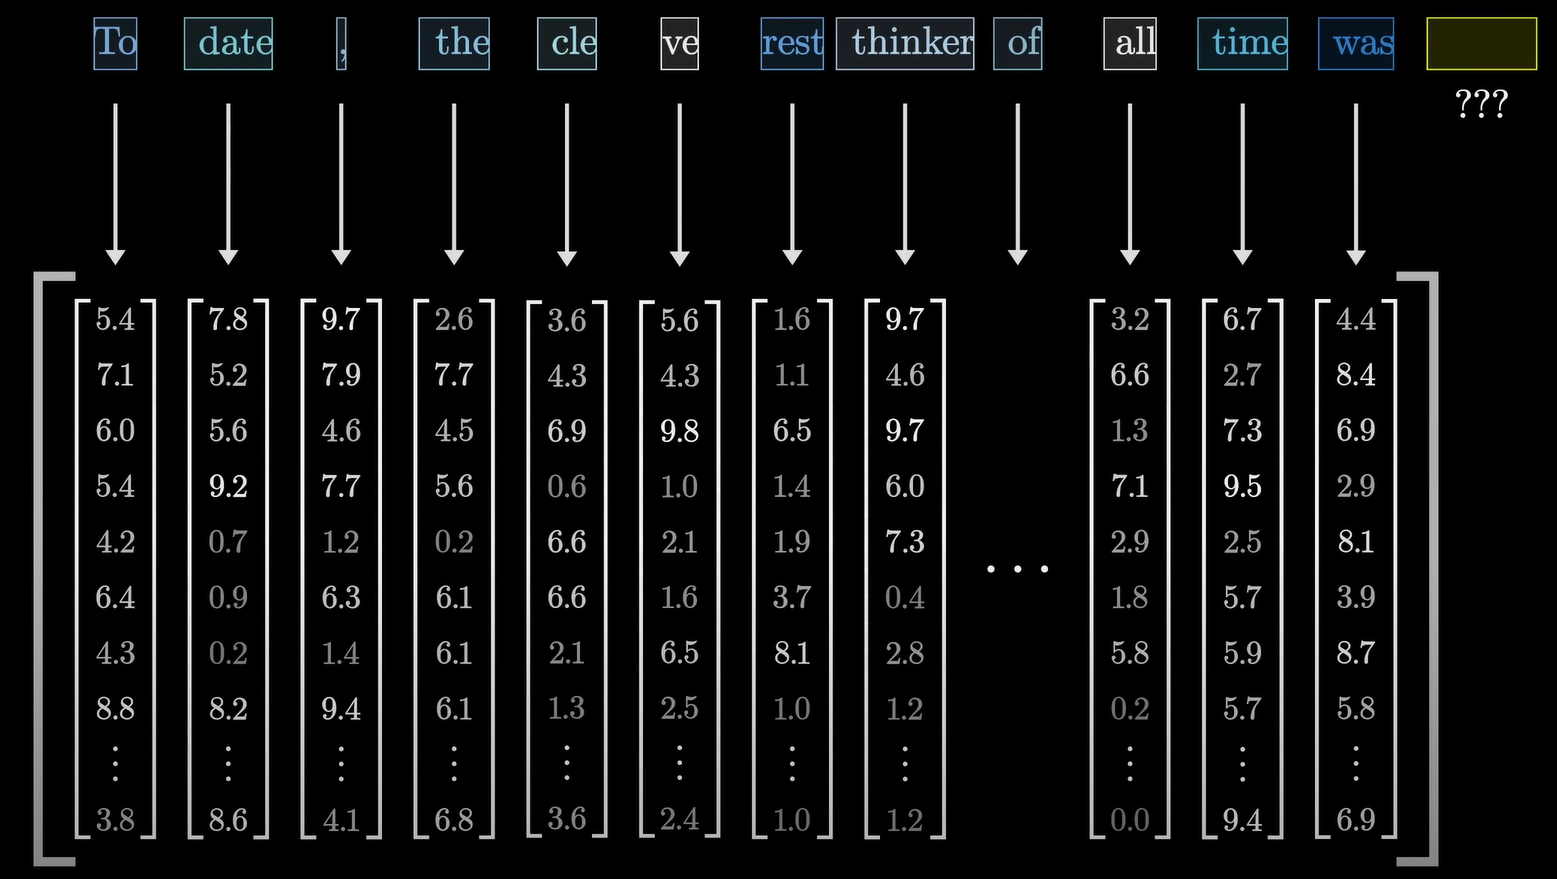 To date , the cle ve rest thinker of all time was
???
5.4 7.8 9.7 2.6 3.6 5.6 1.6 9.7 3.2 6.7 4.4
7.1 5.2 7.9 7.7 4.3 4.3 1.1 4.6 6.6 2.7 8.4
6.0 5.6 4.6 4.5 6.9 9.8 6.5 9.7 1.3 7.3 6.9
5.4 9.2 7.7 5.6 0.6 1.0 1.4 6.0 7.1 9.5 2.9
4.2 0.7 1.2 0.2 6.6 2.1 1.9 7.3 ... 2.9 2.5 8.1
6.4 0.9 6.3 6.1 6.6 1.6 3.7 0.4 1.8 5.7 3.9
4.3 0.2 1.4 6.1 2.1 6.5 8.1 2.8 5.8 5.9 8.7
8.8 8.2 9.4 6.1 1.3 2.5 1.0 1.2 0.2 5.7 5.8
⋮ ⋮ ⋮ ⋮ ⋮ ⋮ ⋮ ⋮ ⋮ ⋮ ⋮
3.8 8.6 4.1 6.8 3.6 2.4 1.0 1.2 0.0 9.4 6.9